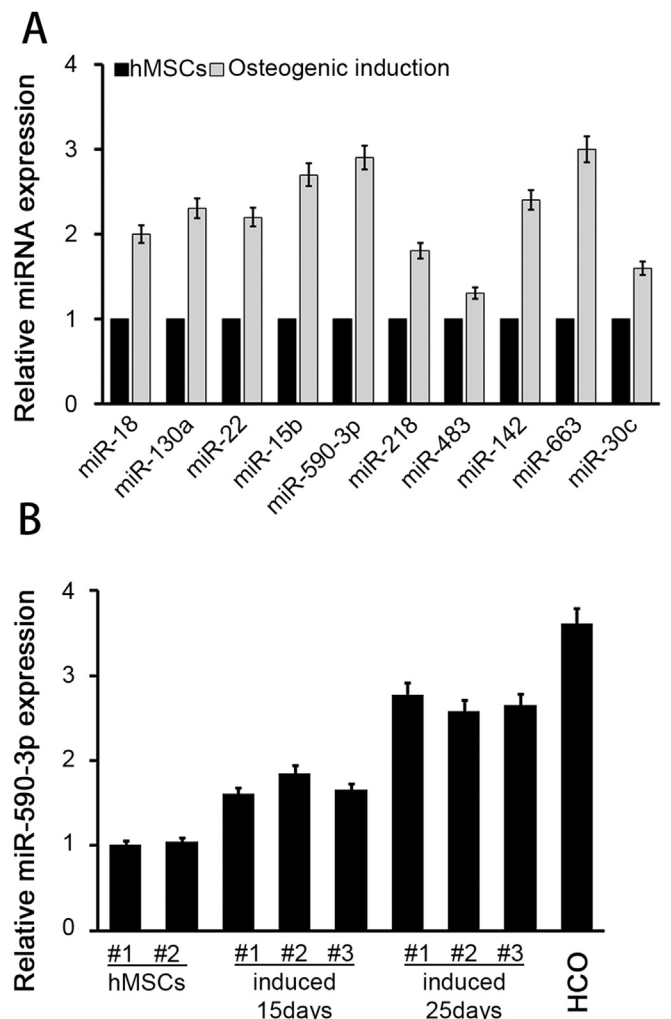 A
Relative miRNA expression
4
3
2
1
0
hMSCs Osteogenic induction
miR-18
miR-130a
miR-22
miR-15b
miR-590-3p
miR-218
miR-483
miR-142
miR-663
miR-30c
B
Relative miR-590-3p expression
4
3
2
1
0
#1 #2
hMSCs
#1 #2 #3
induced
15days
#1 #2 #3
induced
25days
HCO